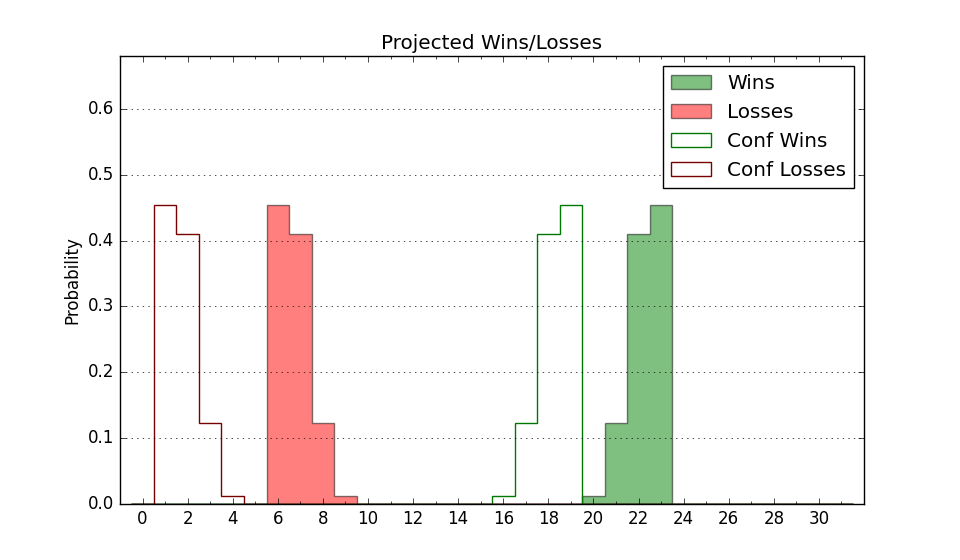 Projected Wins/Losses
Wins
Losses
Conf Wins
Conf Losses
Probability
0.6
0.5
0.4
0.3
0.2
0.1
0.0
0 2 4 6 8 10 12 14 16 18 20 22 24 26 28 30